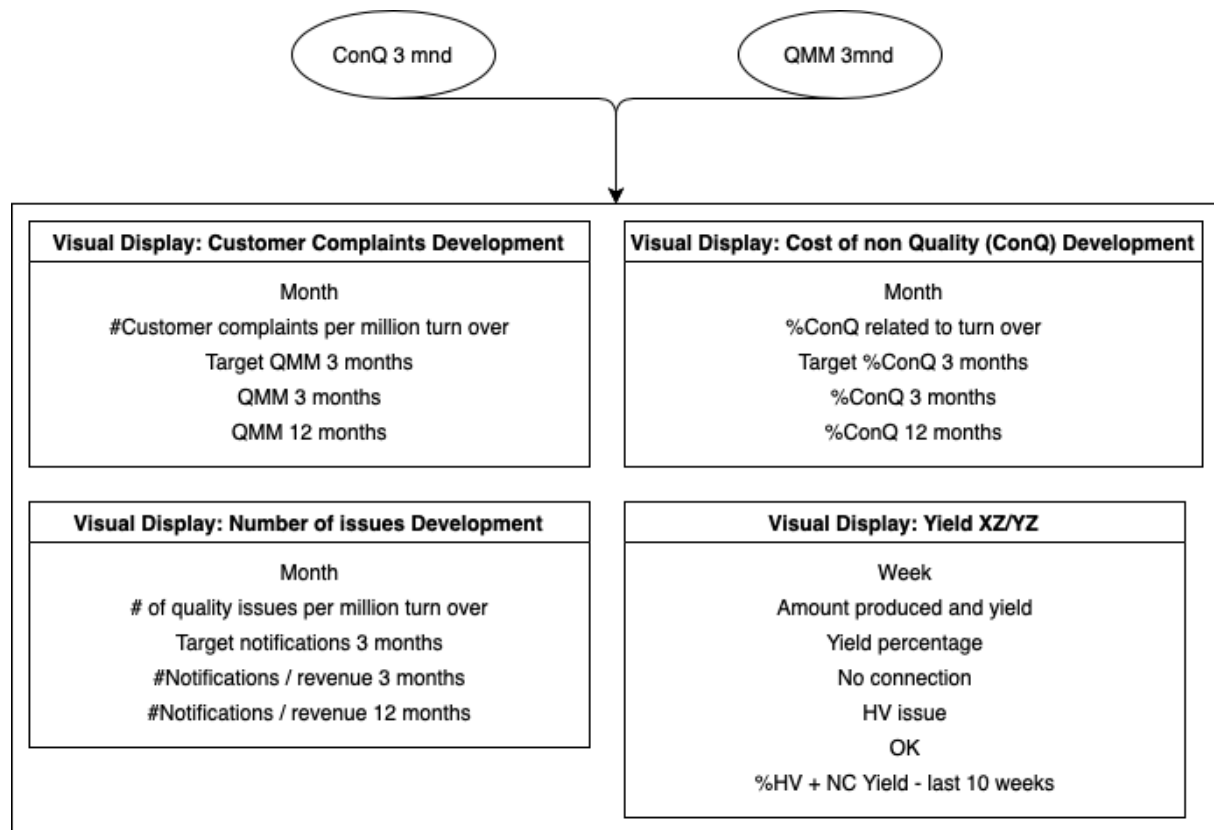 ConQ 3 mnd
QMM 3mnd
Visual Display: Customer Complaints Development
Month
#Customer complaints per million turn over
Target QMM 3 months
QMM 3 months
QMM 12 months
Visual Display: Cost of non Quality (ConQ) Development
Month
%ConQ related to turn over
Target %ConQ 3 months
%ConQ 3 months
%ConQ 12 months
Visual Display: Number of issues Development
Month
# of quality issues per million turn over
Target notifications 3 months
#Notifications / revenue 3 months
#Notifications / revenue 12 months
Visual Display: Yield XZ/YZ
Week
Amount produced and yield
Yield percentage
No connection
HV issue
OK
%HV + NC Yield - last 10 weeks